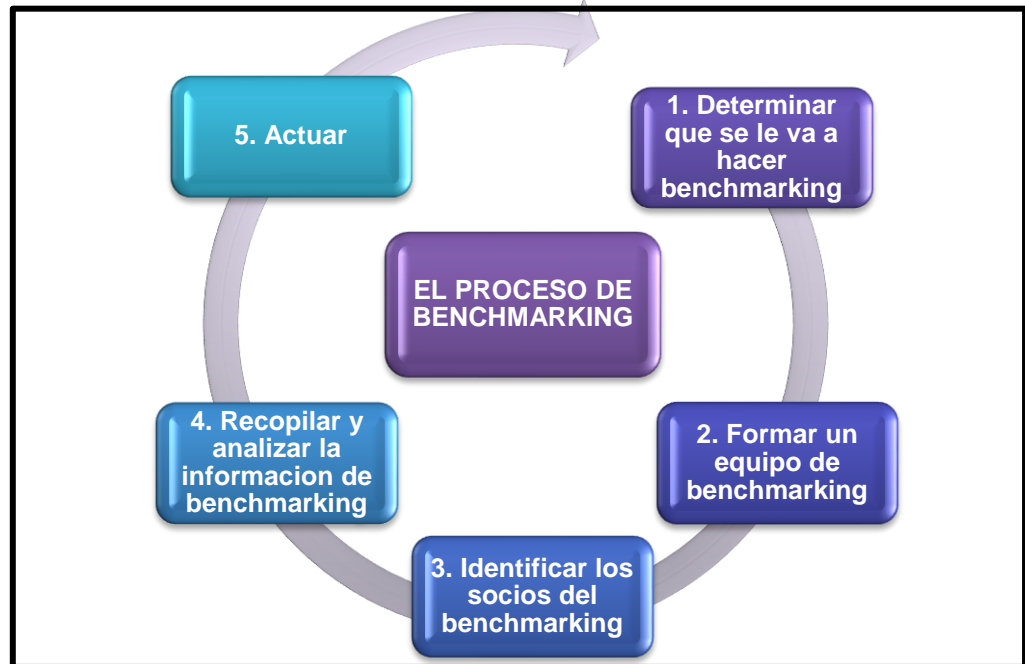 EL PROCESO DE
BENCHMARKING
1. Determinar
que se le va a
hacer
benchmarking
2. Formar un
equipo de
benchmarking
3. Identificar los
socios del
benchmarking
4. Recopilar y
analizar la
informacion de
benchmarking
5. Actuar